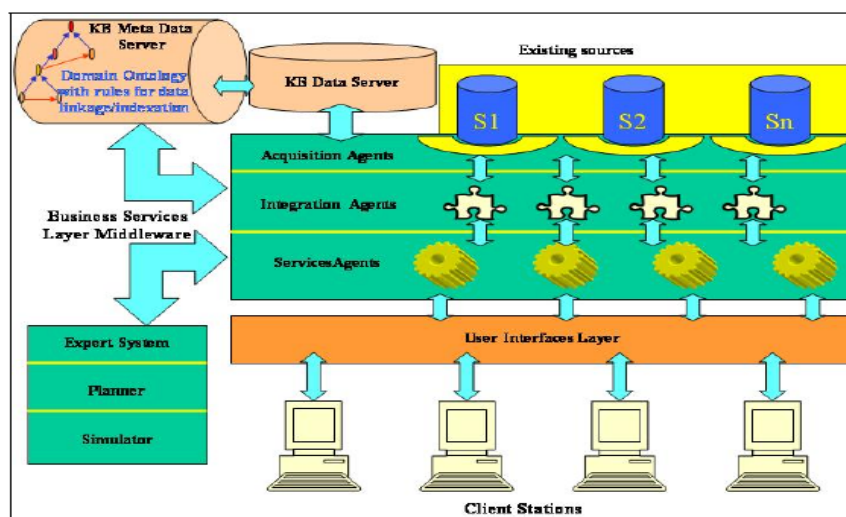 KB Meta Data
Server
Domain Ontology
with rules for data
linkage/indexation
KB Data Server
Existing sources
S1
S2
Sn
Acquisition Agents
Integration Agents
ServicesAgents
Business Services
Layer Middleware
User Interfaces Layer
Expert System
Planner
Simulator
Client Stations